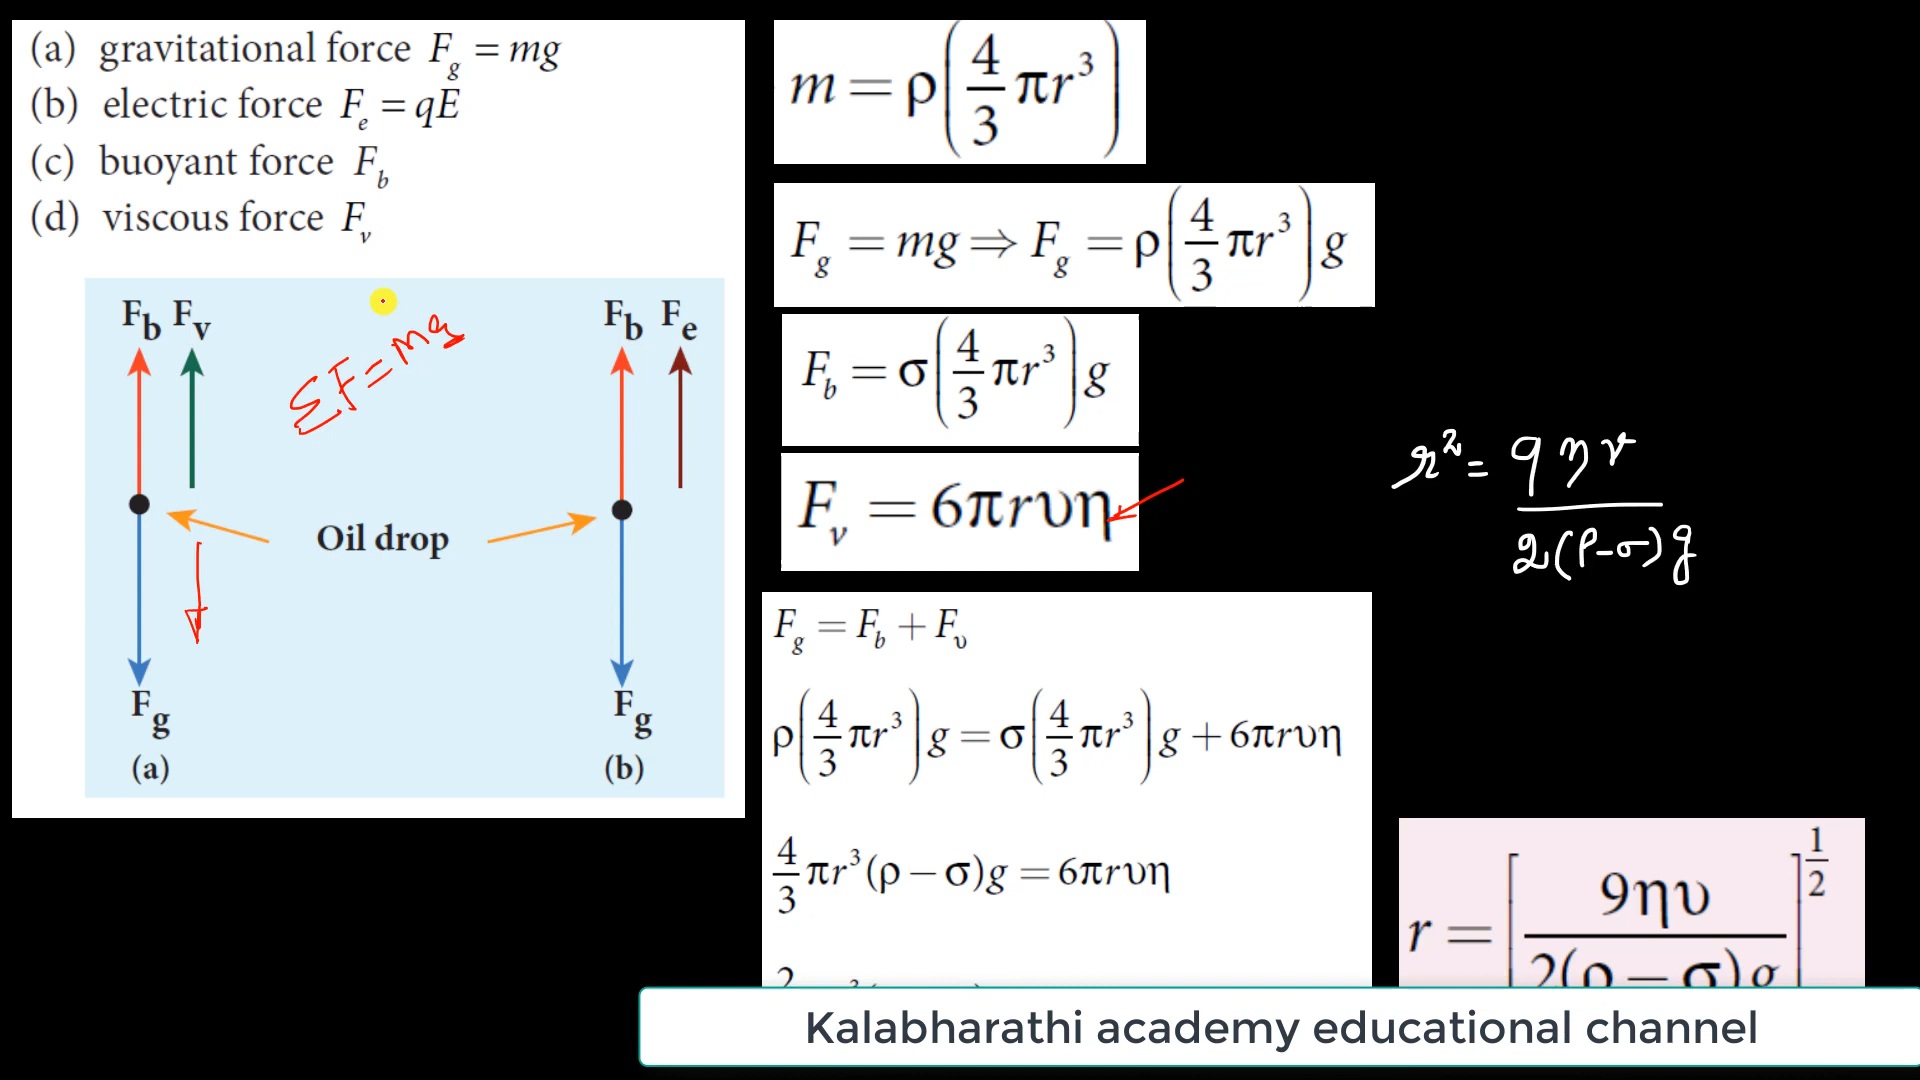 (a) gravitational force F_g = mg
(b) electric force F_e = qE
(c) buoyant force F_b
(d) viscous force F_v
F_b F_v
F_b F_e
ΣF = ma
Oil drop
F_g
F_g
(a)
(b)
m = ρ(4/3 πr³)
F_g = mg ⇒ F_g = ρ(4/3 πr³)g
F_b = σ(4/3 πr³)g
F_v = 6πrυη
F_g = F_b + F_υ
ρ(4/3 πr³)g = σ(4/3 πr³)g + 6πrυη
4/3 πr³(ρ − σ)g = 6πrυη
r² = 9ηv / 2(ρ-σ)g
r = [9ηυ / 2(ρ − σ)g]^1/2
Kalabharathi academy educational channel